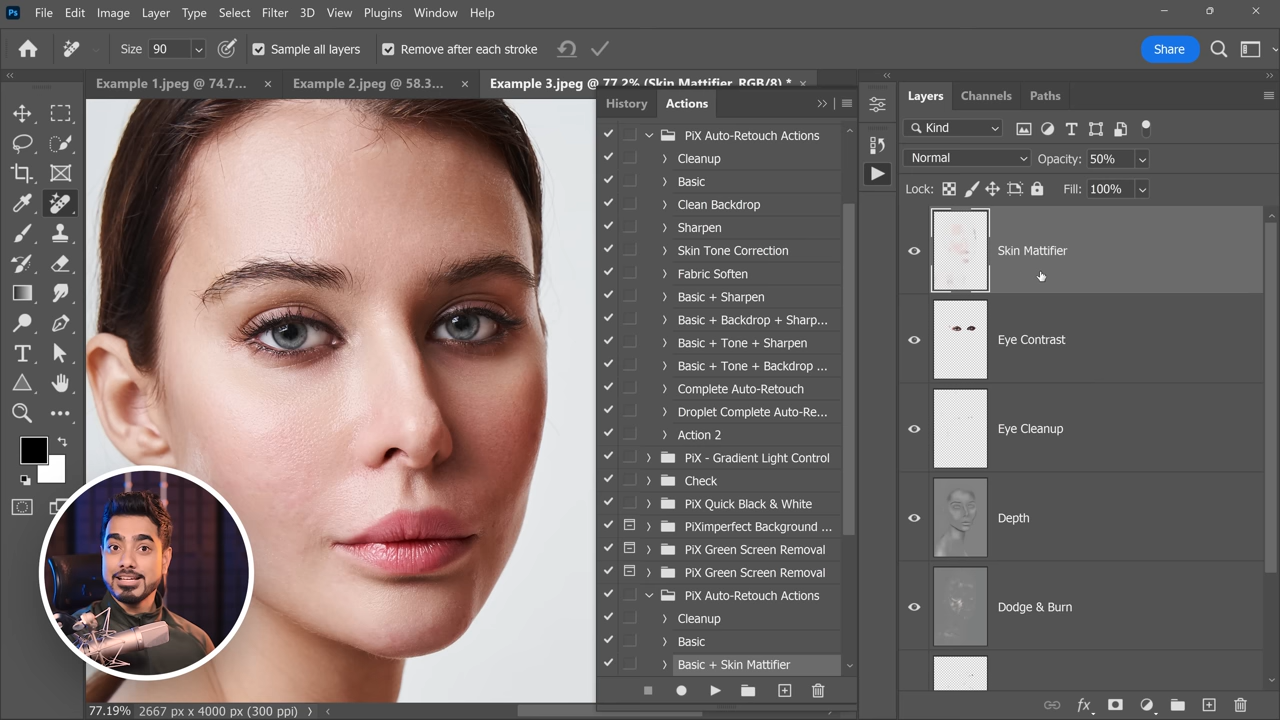 Ps File Edit Image Layer Type Select Filter 3D View Plugins Window Help
Size 90 Sample all layers Remove after each stroke Share
Example 1.jpeg @ 74.7... × Example 2.jpeg @ 58.3... × Example 3.jpeg @ 77.2% (Skin Mattifier, RGB/8) * ×
History Actions
PiX Auto-Retouch Actions
Cleanup
Basic
Clean Backdrop
Sharpen
Skin Tone Correction
Fabric Soften
Basic + Sharpen
Basic + Backdrop + Sharp...
Basic + Tone + Sharpen
Basic + Tone + Backdrop ...
Complete Auto-Retouch
Droplet Complete Auto-Re...
Action 2
PiX - Gradient Light Control
Check
PiX Quick Black & White
PiXimperfect Background ...
PiX Green Screen Removal
PiX Green Screen Removal
PiX Auto-Retouch Actions
Cleanup
Basic
Basic + Skin Mattifier
Layers Channels Paths
Kind
Normal Opacity: 50%
Lock: Fill: 100%
Skin Mattifier
Eye Contrast
Eye Cleanup
Depth
Dodge & Burn
fx
77.19% 2667 px x 4000 px (300 ppi)